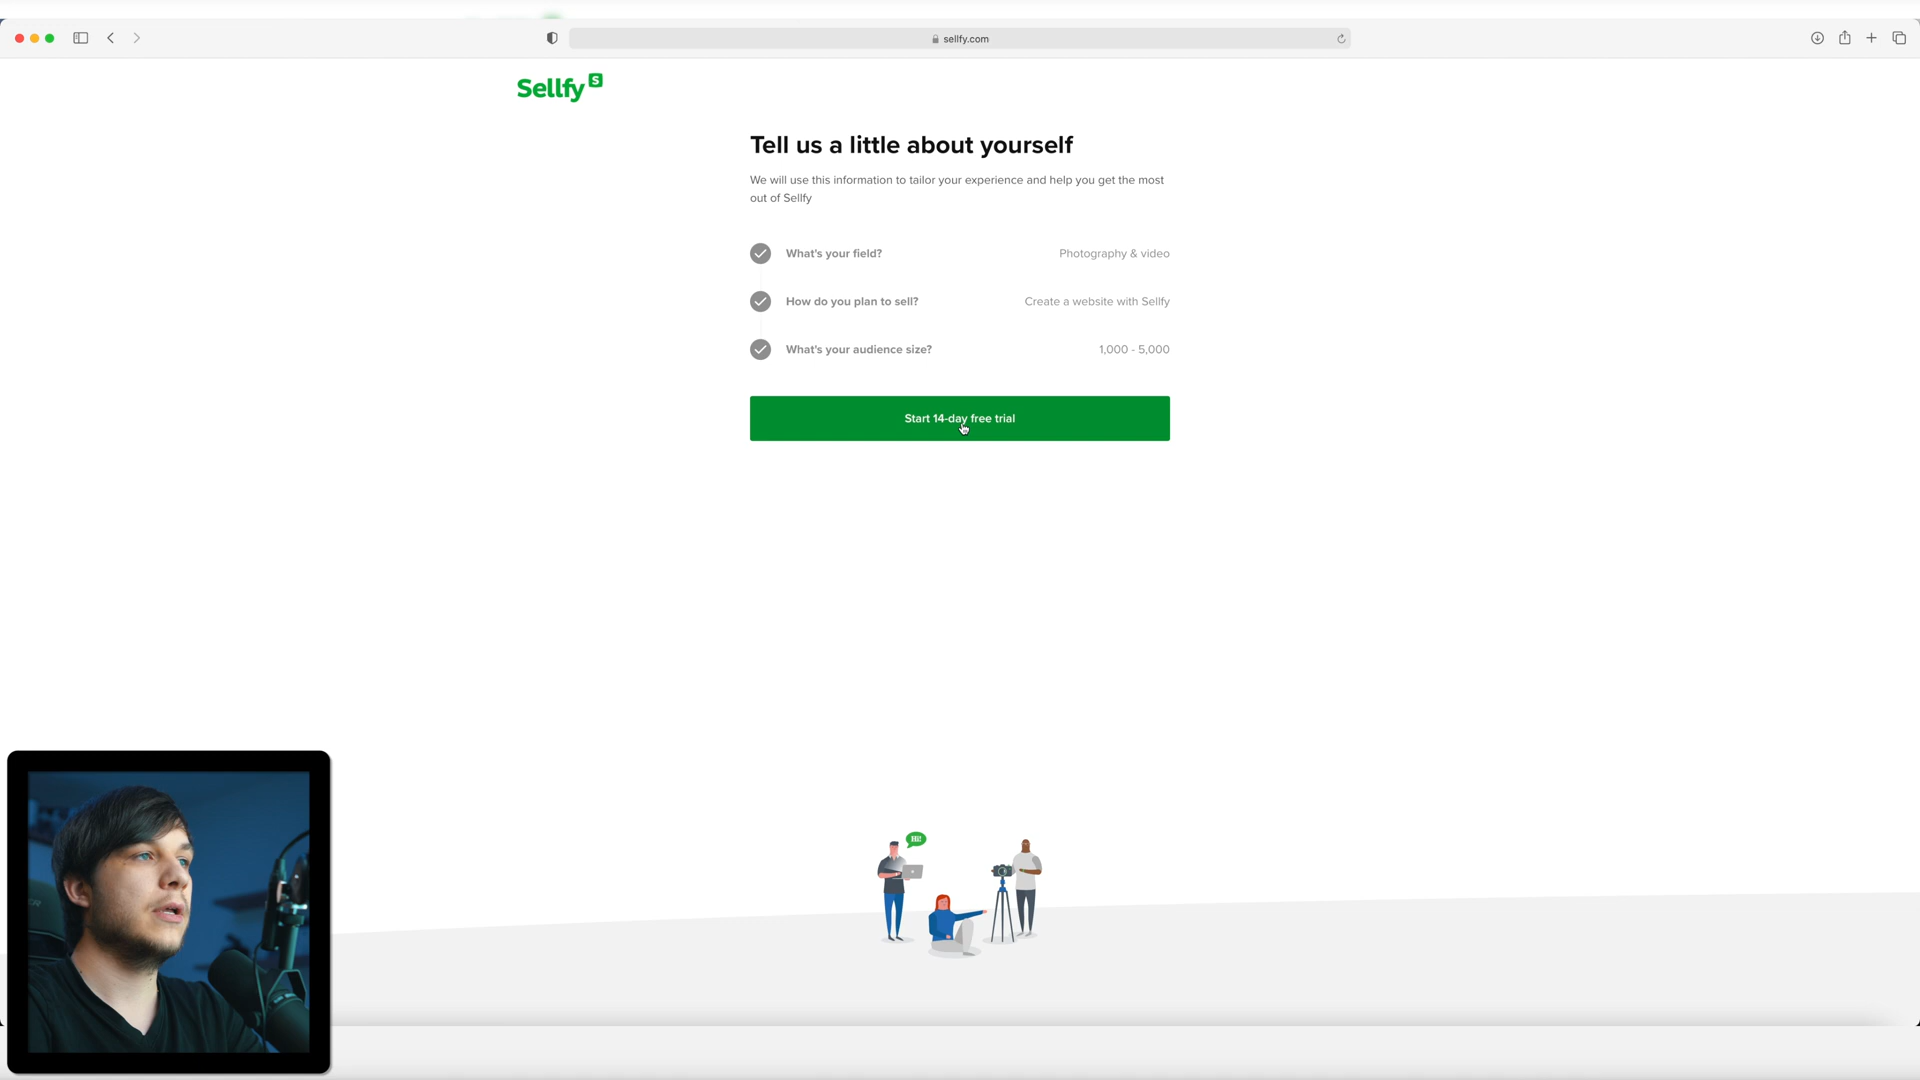 sellfy.com
Sellfy S
Tell us a little about yourself
We will use this information to tailor your experience and help you get the most
out of Sellfy
What's your field? Photography & video
How do you plan to sell? Create a website with Sellfy
What's your audience size? 1,000 - 5,000
Start 14-day free trial